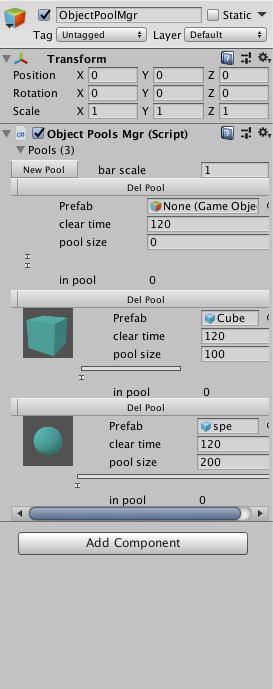 ObjectPoolMgr Static
Tag Untagged Layer Default
Transform
Position X 0 Y 0 Z 0
Rotation X 0 Y 0 Z 0
Scale X 1 Y 1 Z 1
Object Pools Mgr (Script)
Pools (3)
New Pool bar scale 1
Del Pool
Prefab None (Game Obje
clear time 120
pool size 0
in pool 0
Del Pool
Prefab Cube
clear time 120
pool size 100
in pool 0
Del Pool
Prefab spe
clear time 120
pool size 200
in pool 0
Add Component